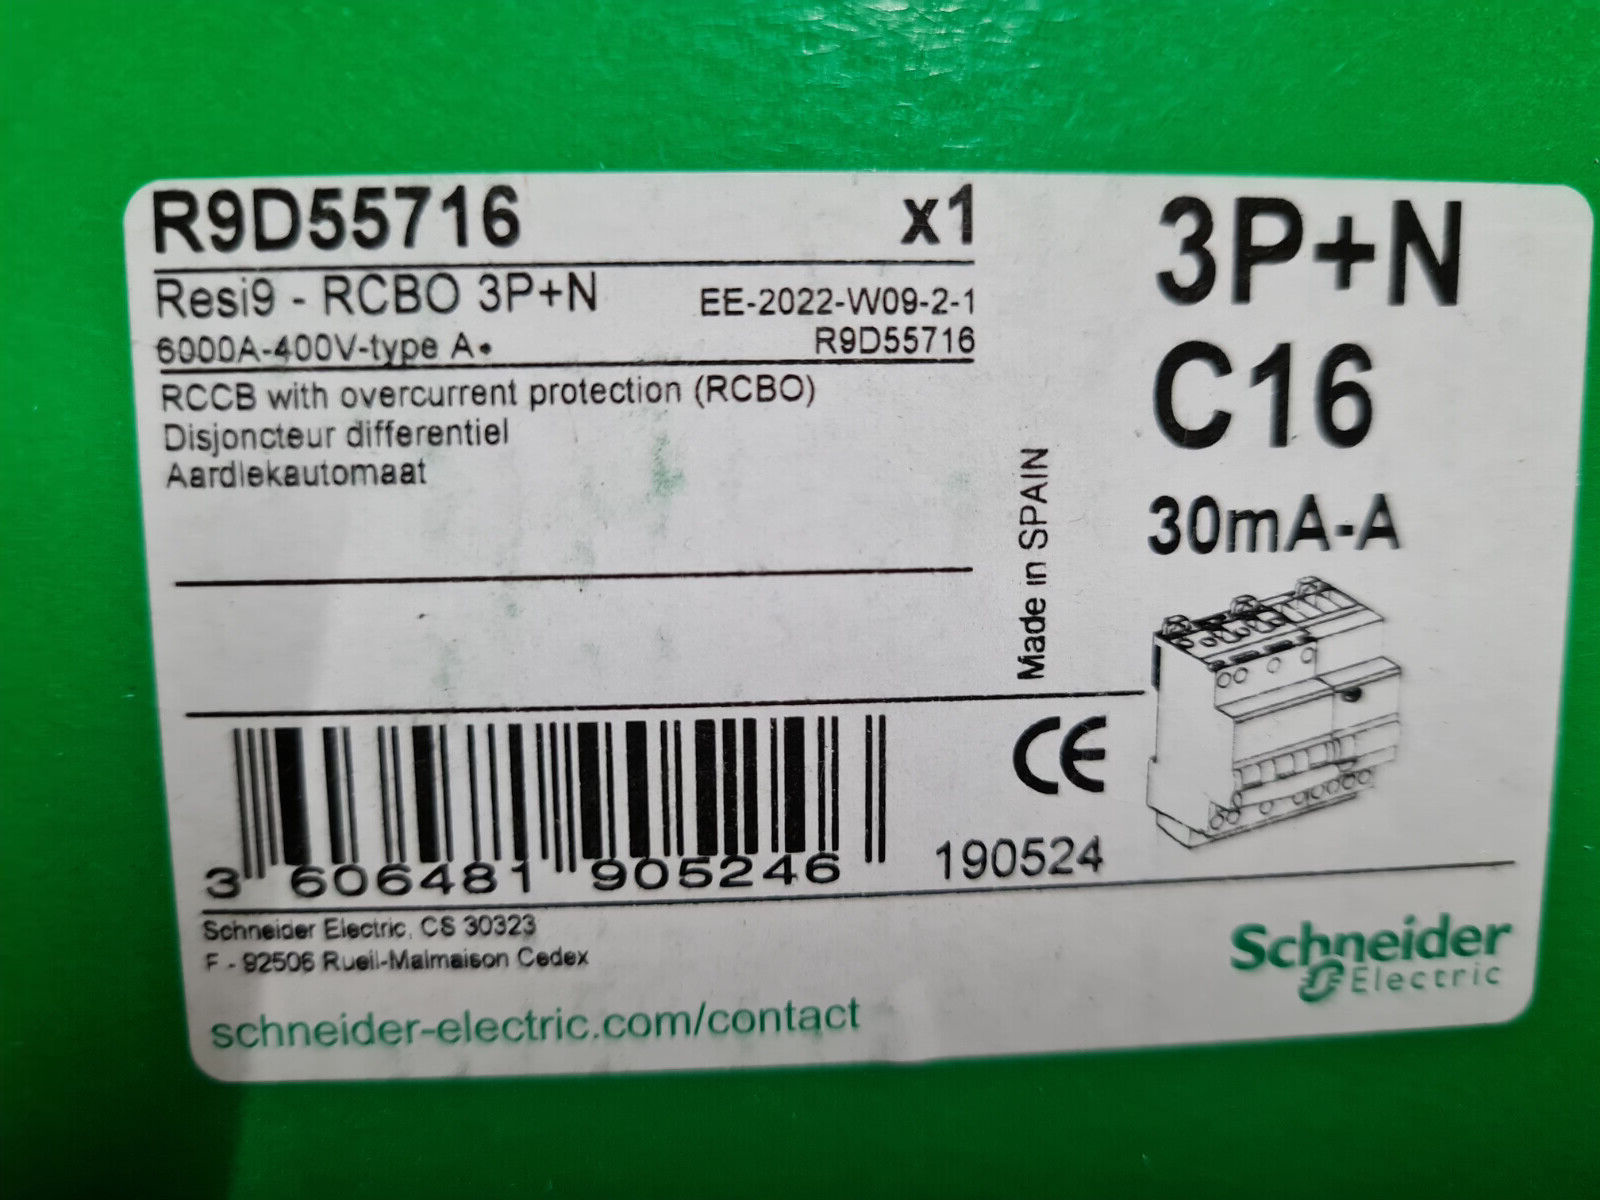 R9D55716 x1
Resi9 - RCBO 3P+N EE-2022-W09-2-1
6000A-400V-type A• R9D55716
RCCB with overcurrent protection (RCBO)
Disjoncteur differentiel
Aardlekautomaat
3P+N
C16
30mA-A
Made in SPAIN
CE
3 606481 905246
190524
Schneider Electric, CS 30323
F - 92506 Rueil-Malmaison Cedex
schneider-electric.com/contact
Schneider
Electric